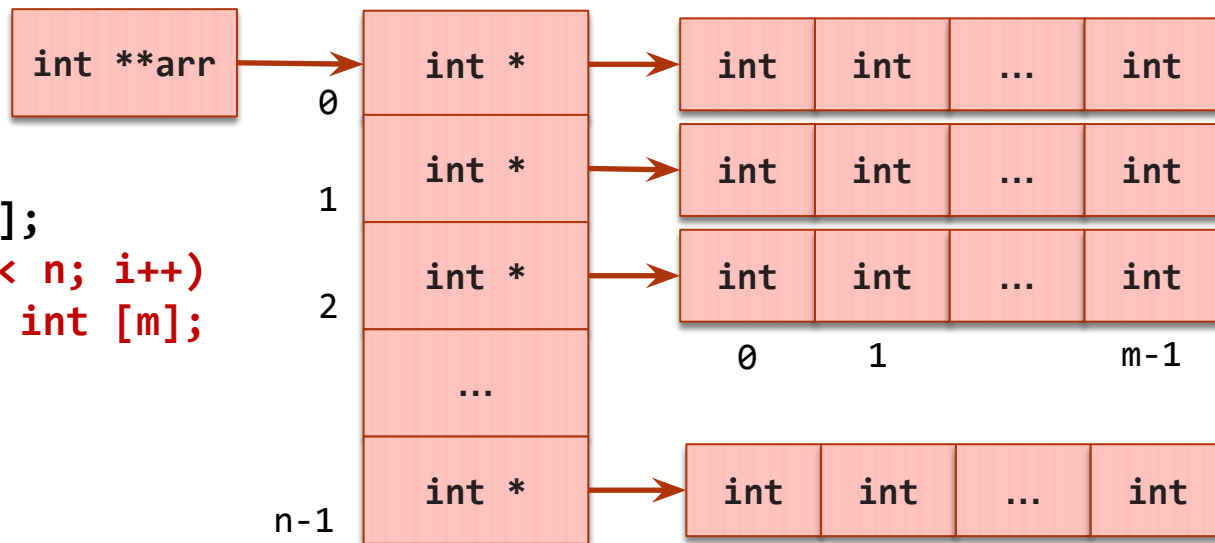 int **arr
int *
int int ... int
0
int *
int int ... int
1
];
< n; i++)
int [m];
int *
int int ... int
2
0 1 m-1
...
int *
int int ... int
n-1